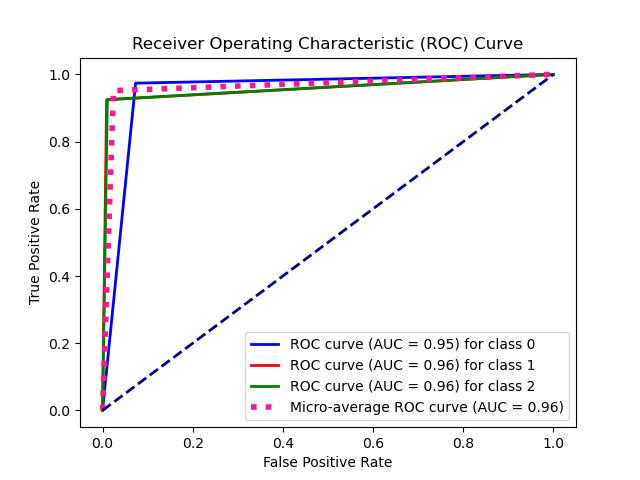 Receiver Operating Characteristic (ROC) Curve
True Positive Rate
1.0
0.8
0.6
0.4
0.2
0.0
ROC curve (AUC = 0.95) for class 0
ROC curve (AUC = 0.96) for class 1
ROC curve (AUC = 0.96) for class 2
Micro-average ROC curve (AUC = 0.96)
0.0 0.2 0.4 0.6 0.8 1.0
False Positive Rate